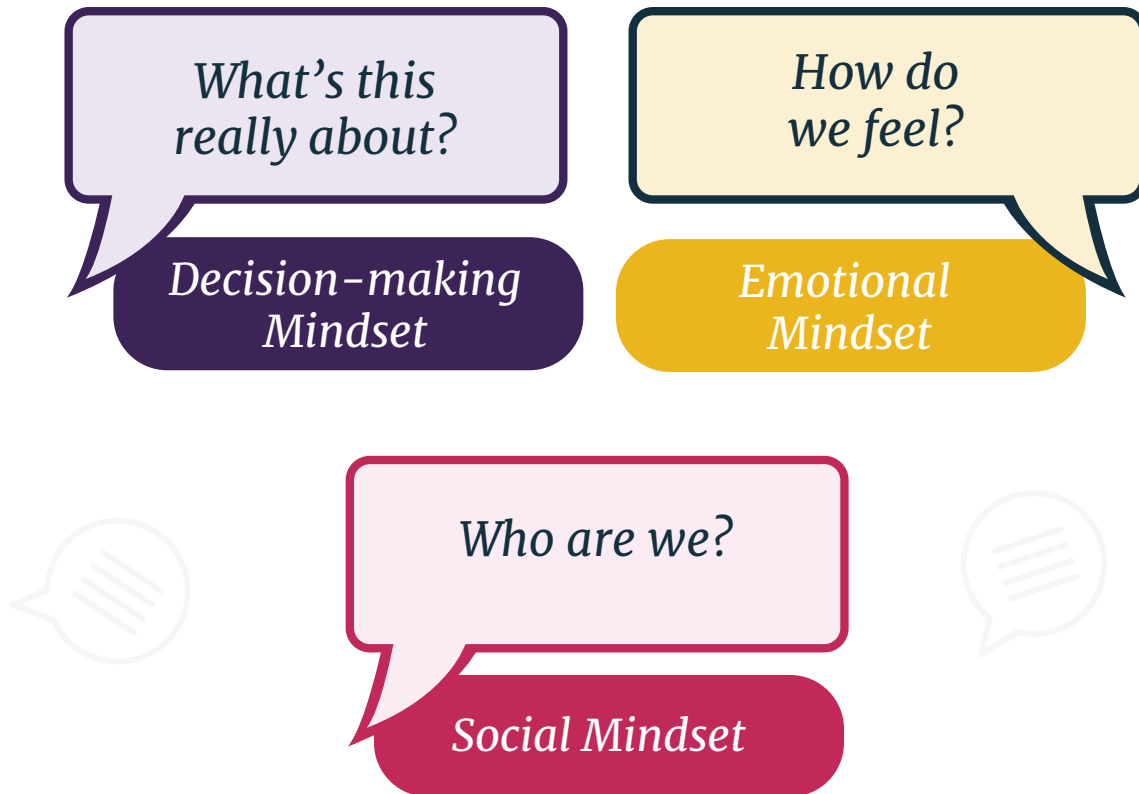 What’s this
really about?
How do
we feel?
Decision-making
Mindset
Emotional
Mindset
Who are we?
Social Mindset